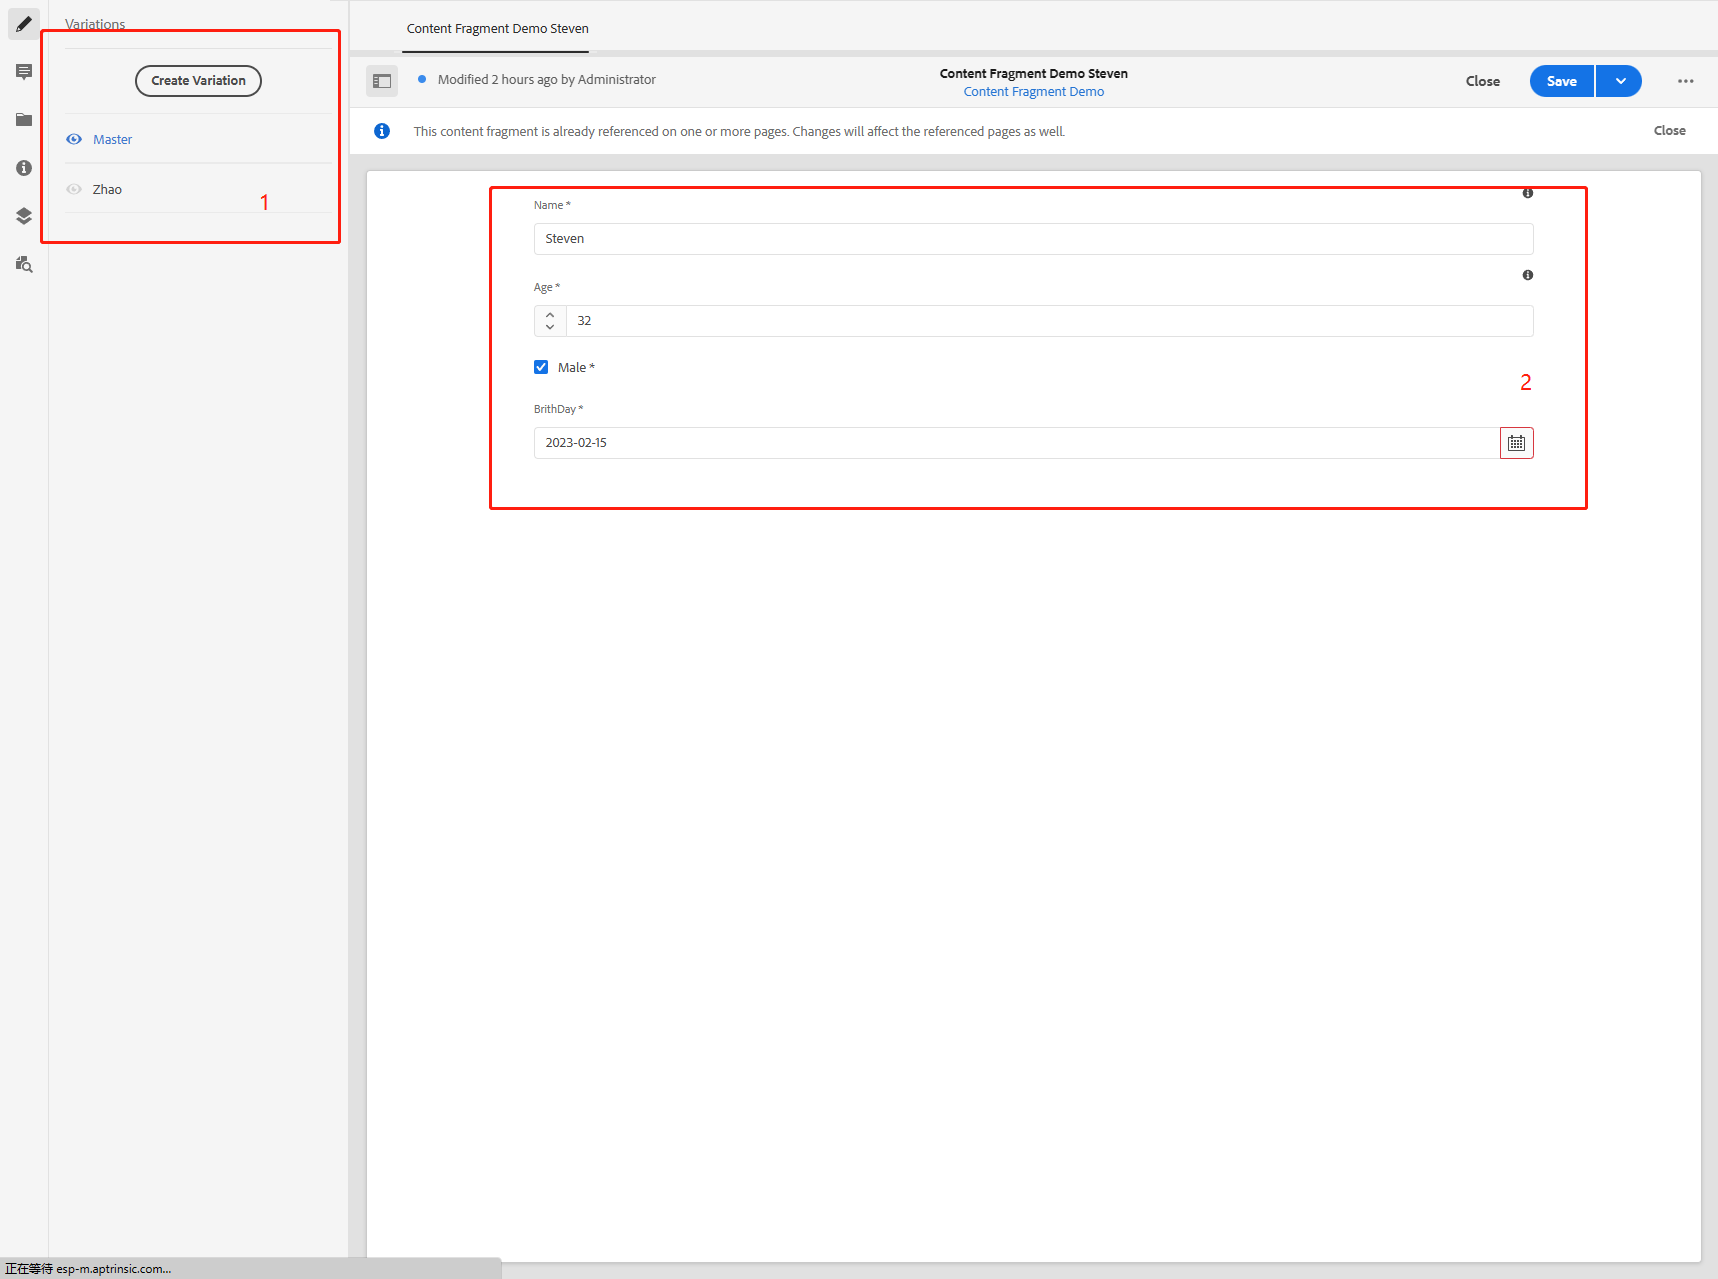 Variations
Create Variation
Master
Zhao
1
Content Fragment Demo Steven
Modified 2 hours ago by Administrator
Content Fragment Demo Steven
Content Fragment Demo
Close
Save
This content fragment is already referenced on one or more pages. Changes will affect the referenced pages as well.
Close
Name *
Steven
Age *
32
Male *
2
BrithDay *
2023-02-15
正在等待 esp-m.aptrinsic.com...